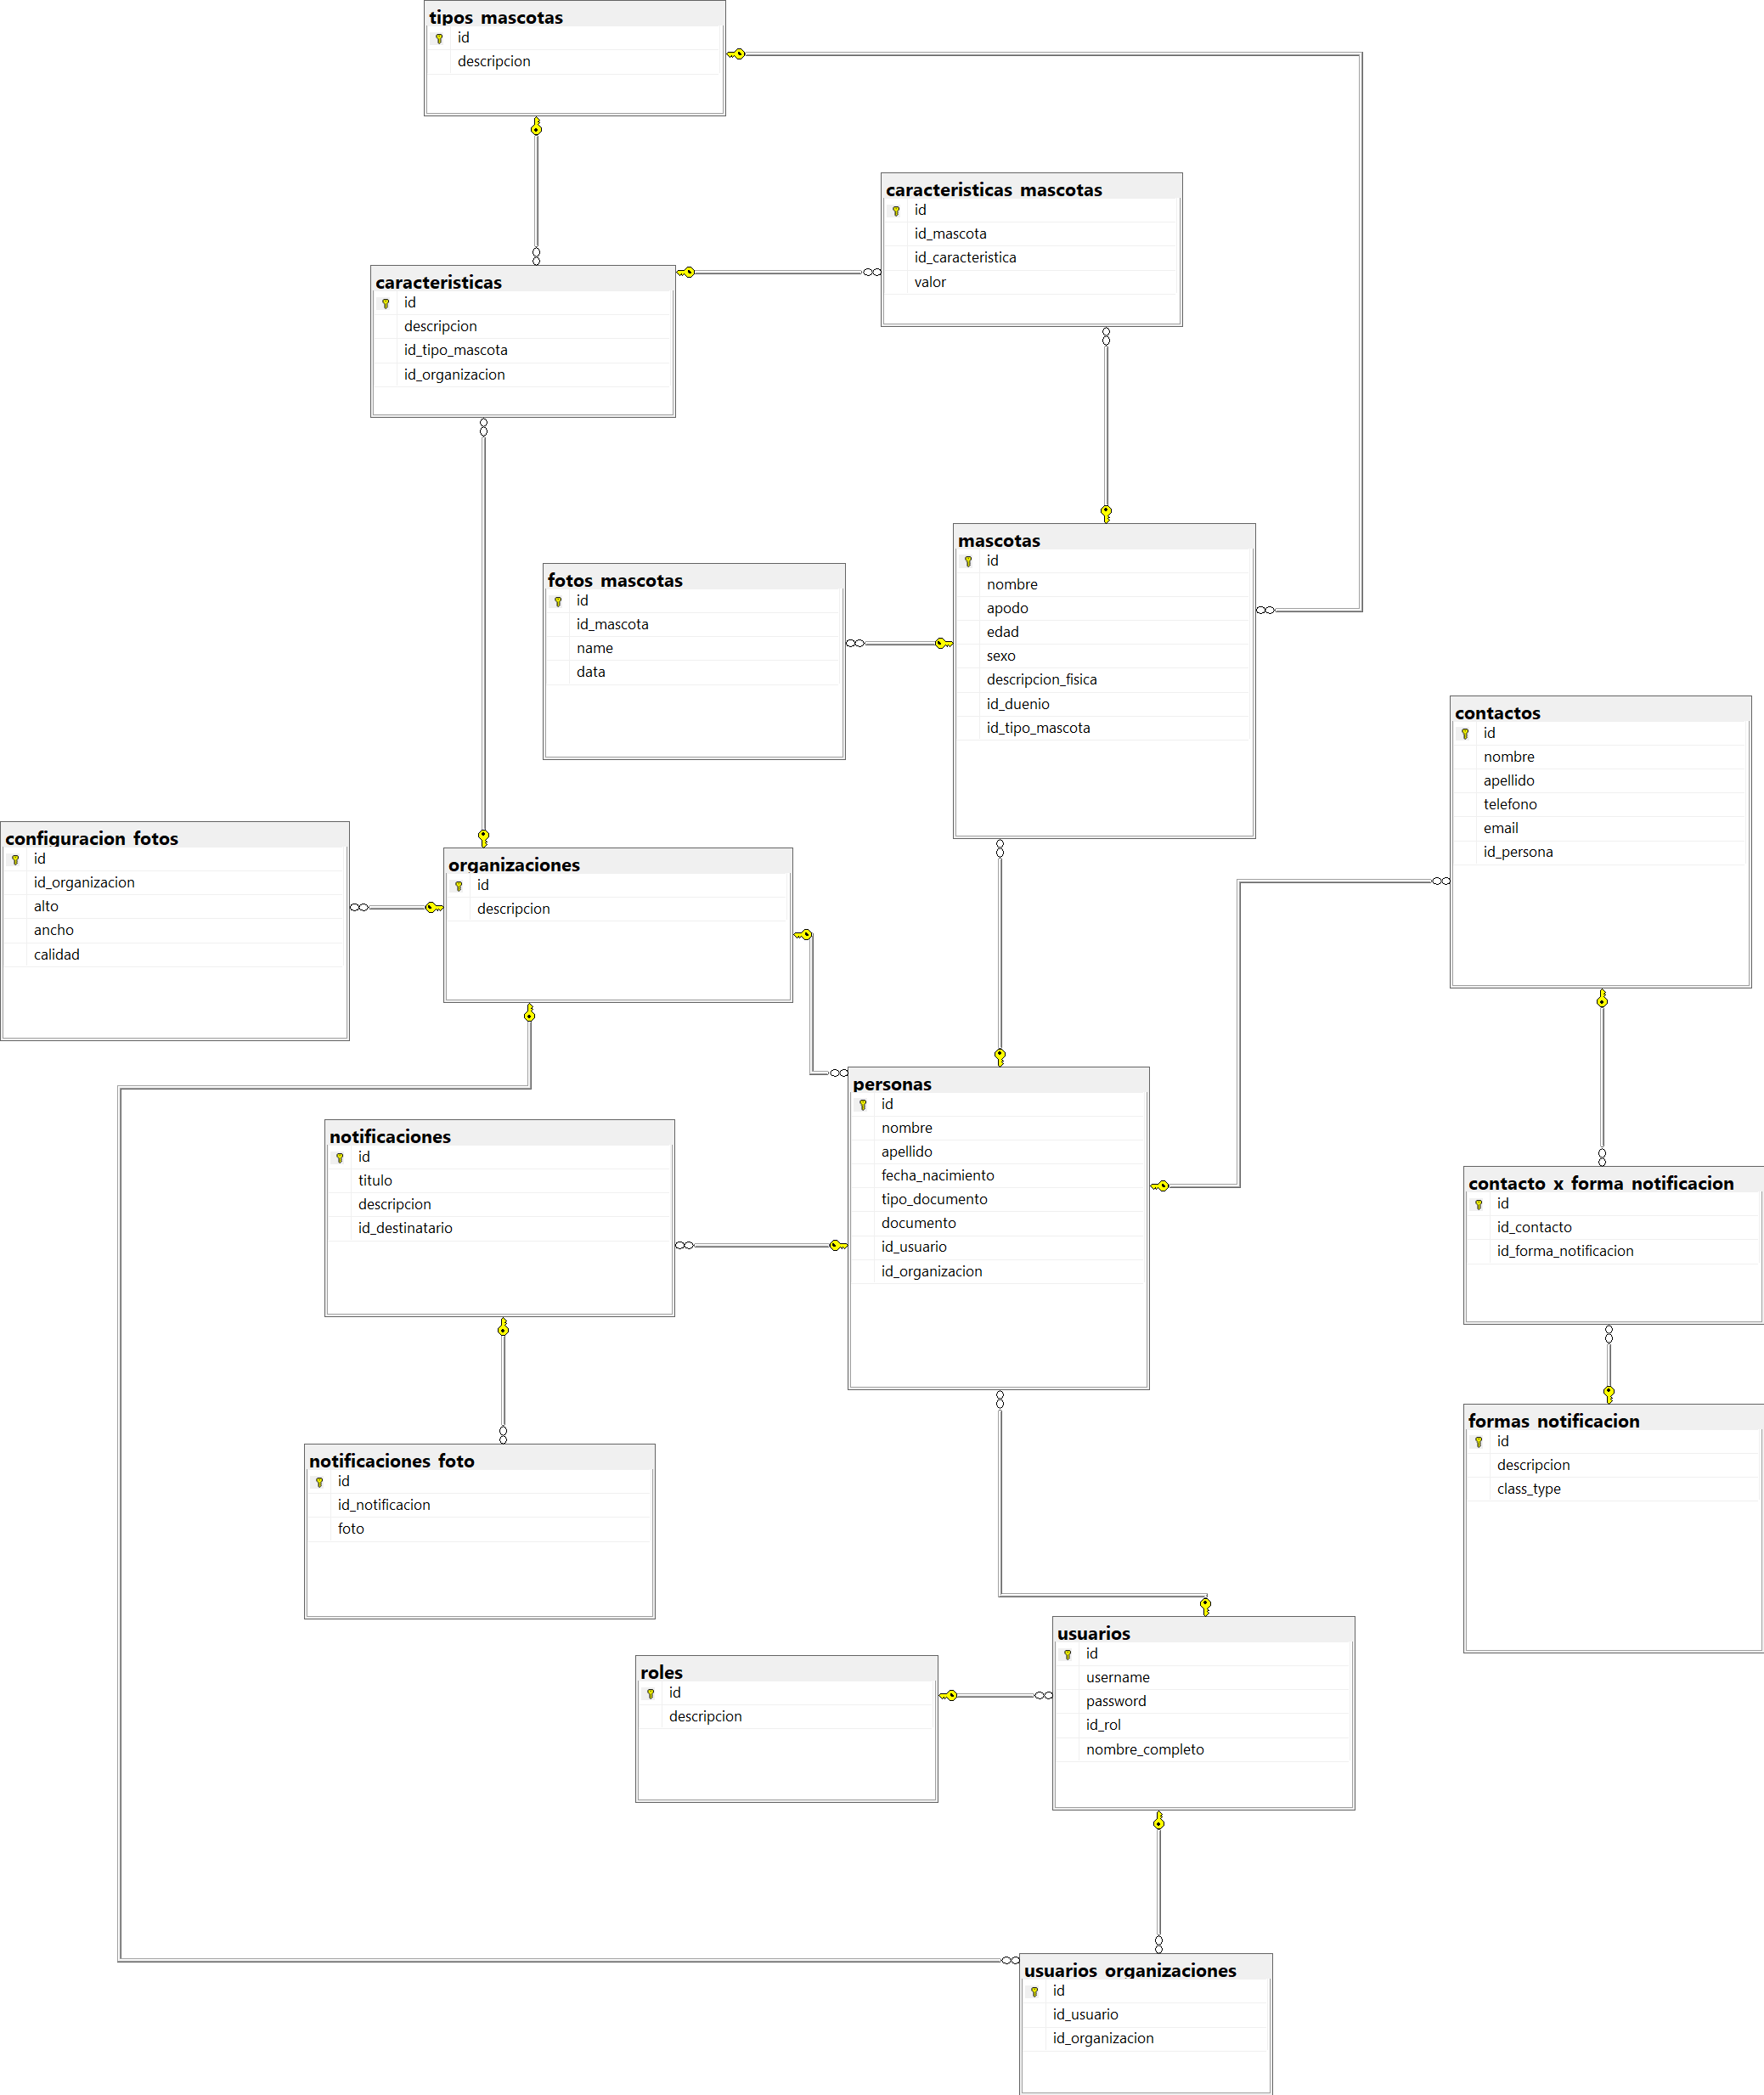 tipos_mascotas
id
descripcion
caracteristicas_mascotas
id
id_mascota
id_caracteristica
valor
caracteristicas
id
descripcion
id_tipo_mascota
id_organizacion
mascotas
id
nombre
apodo
edad
sexo
descripcion_fisica
id_duenio
id_tipo_mascota
fotos_mascotas
id
id_mascota
name
data
contactos
id
nombre
apellido
telefono
email
id_persona
configuracion_fotos
id
id_organizacion
alto
ancho
calidad
organizaciones
id
descripcion
personas
id
nombre
apellido
fecha_nacimiento
tipo_documento
documento
id_usuario
id_organizacion
notificaciones
id
titulo
descripcion
id_destinatario
contacto_x_forma_notificacion
id
id_contacto
id_forma_notificacion
formas_notificacion
id
descripcion
class_type
notificaciones_foto
id
id_notificacion
foto
usuarios
id
username
password
id_rol
nombre_completo
roles
id
descripcion
usuarios_organizaciones
id
id_usuario
id_organizacion